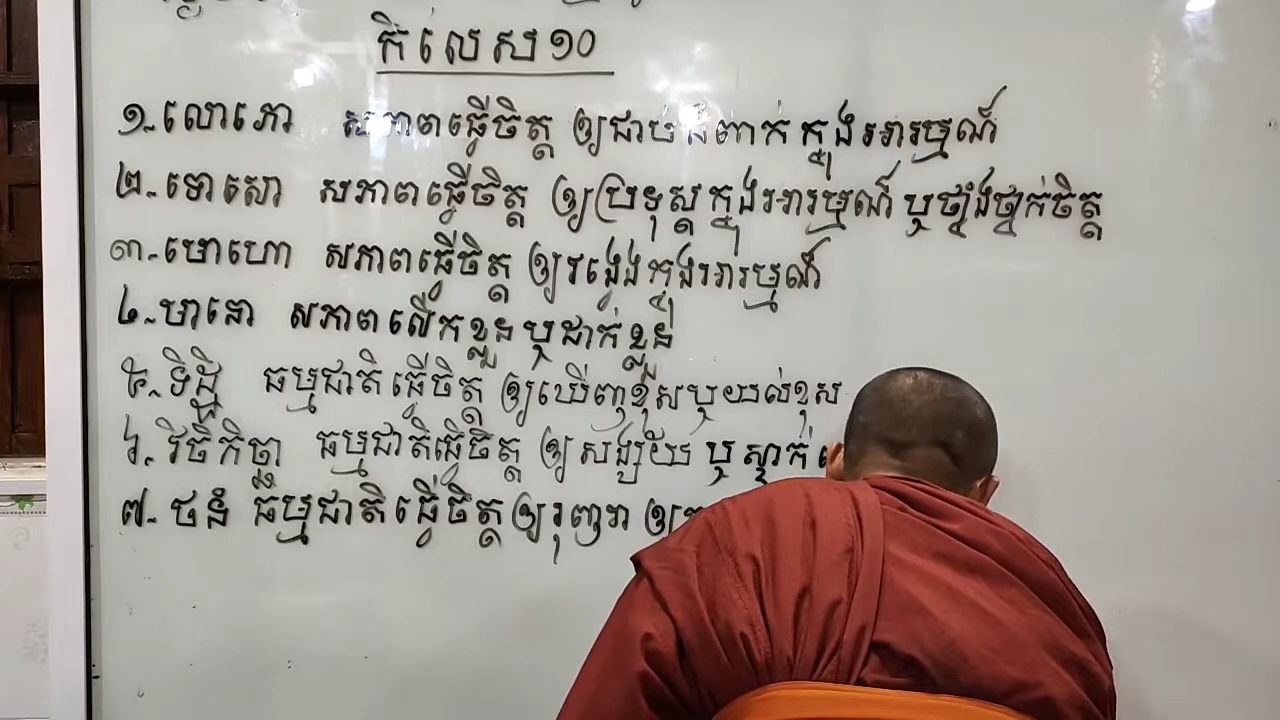 កិលេស១០
១. លោភោ សភាពធ្វើចិត្ត ឲ្យជាប់ជំពាក់ក្នុងអារម្មណ៍
២. ទោសោ សភាពធ្វើចិត្ត ឲ្យប្រទុស្តក្នុងអារម្មណ៍ ឬថ្នាំងថ្នាក់ចិត្ត
៣. មោហោ សភាពធ្វើចិត្ត ឲ្យវង្វេងក្នុងអារម្មណ៍
៤. មានោ សភាពលើកខ្លួនឬដាក់ខ្លួន
៥. ទិដ្ឋិ ធម្មជាតិធ្វើចិត្ត ឲ្យឃើញខុសឬយល់ខុស
៦. វិចិកិច្ឆា ធម្មជាតិធ្វើចិត្ត ឲ្យសង្ស័យ ឬស្ទាក់
៧. ថីនំ ធម្មជាតិធ្វើចិត្តឲ្យរួញរា